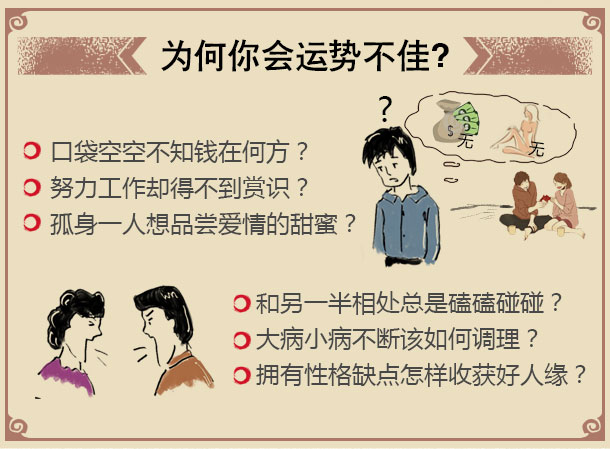 为何你会运势不佳?
?
$
无
无
口袋空空不知钱在何方？
努力工作却得不到赏识？
孤身一人想品尝爱情的甜蜜？
和另一半相处总是磕磕碰碰？
大病小病不断该如何调理？
拥有性格缺点怎样收获好人缘？